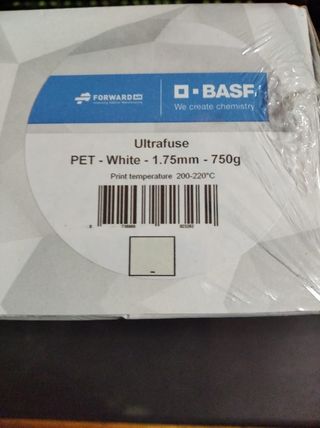 FORWARD AM
BASF
We create chemistry
Ultrafuse
PET - White - 1.75mm - 750g
Print temperature 200-220°C